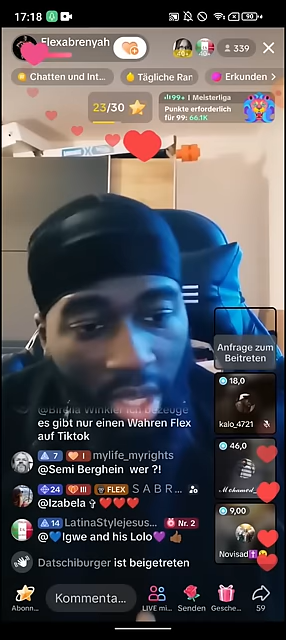 17:18
90
Flexabrenyah
339
Chatten und Int...
Tägliche Ran
Erkunden >
23/30
99+ | Meisterliga
Punkte erforderlich
für 99: 66.1K
Anfrage zum
Beitreten
18,0
kalo_4721
46,0
9,00
Novisad
es gibt nur einen Wahren Flex
auf Tiktok
7 I mylife_myrights
@Semi Berghein wer ?!
24 III FLEX S A B R...
@Izabela
14 LatinaStylejesus... Nr. 2
@💙Igwe and his Lolo💜👍🏾
Datschiburger ist beigetreten
Abonn...
Kommenta...
LIVE mi...
Senden
Gesche...
59